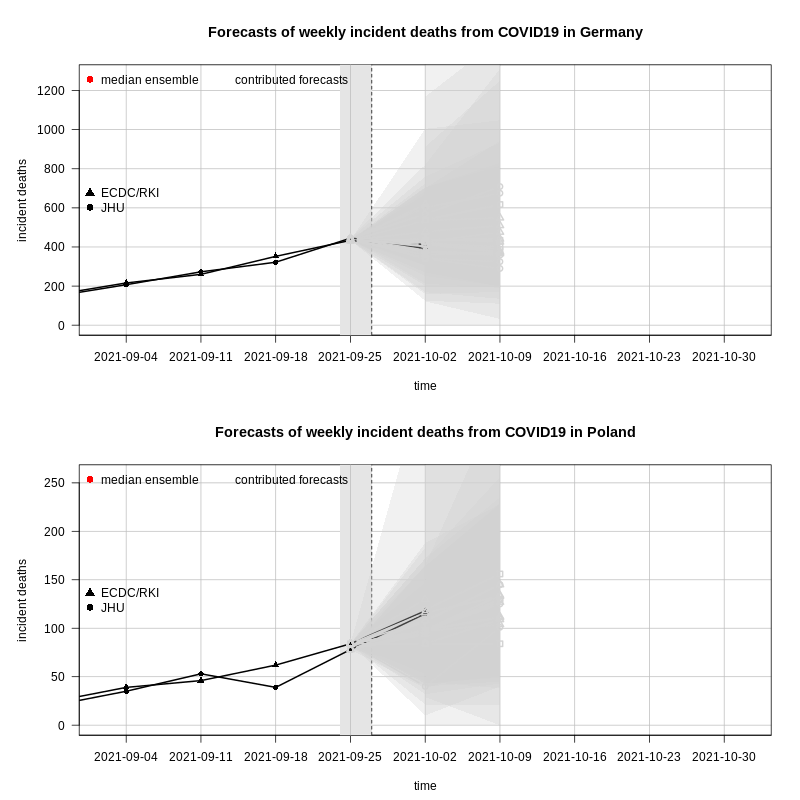 Forecasts of weekly incident deaths from COVID19 in Germany
median ensemble contributed forecasts
ECDC/RKI
JHU
incident deaths
1200
1000
800
600
400
200
0
2021-09-04 2021-09-11 2021-09-18 2021-09-25 2021-10-02 2021-10-09 2021-10-16 2021-10-23 2021-10-30
time
Forecasts of weekly incident deaths from COVID19 in Poland
median ensemble contributed forecasts
ECDC/RKI
JHU
incident deaths
250
200
150
100
50
0
2021-09-04 2021-09-11 2021-09-18 2021-09-25 2021-10-02 2021-10-09 2021-10-16 2021-10-23 2021-10-30
time